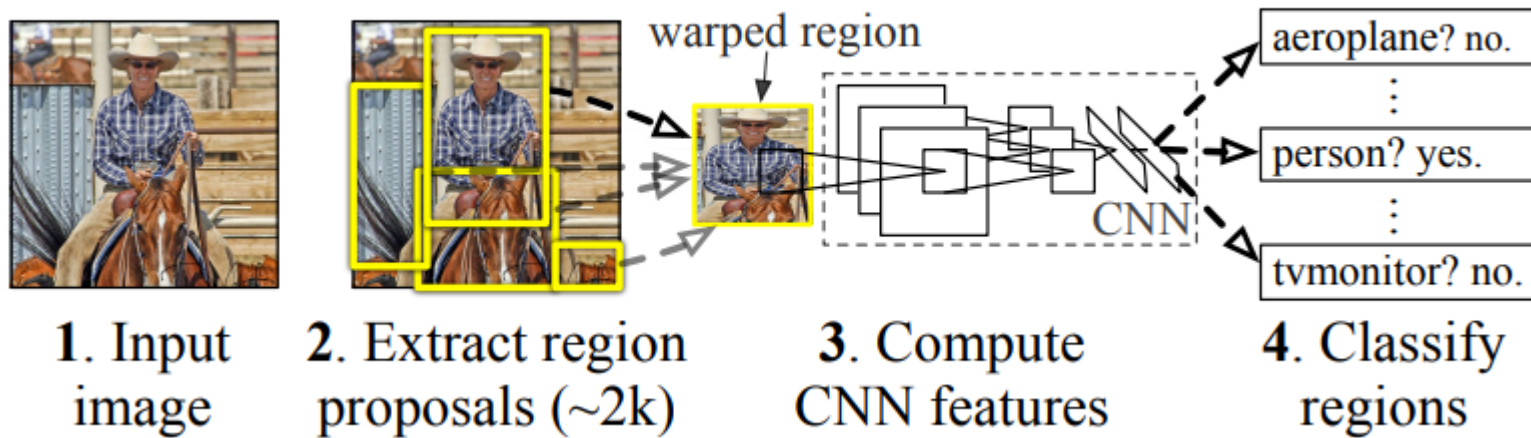 warped region
aeroplane? no.
⋮
person? yes.
CNN
⋮
tvmonitor? no.
1. Input
image
2. Extract region
proposals (~2k)
3. Compute
CNN features
4. Classify
regions